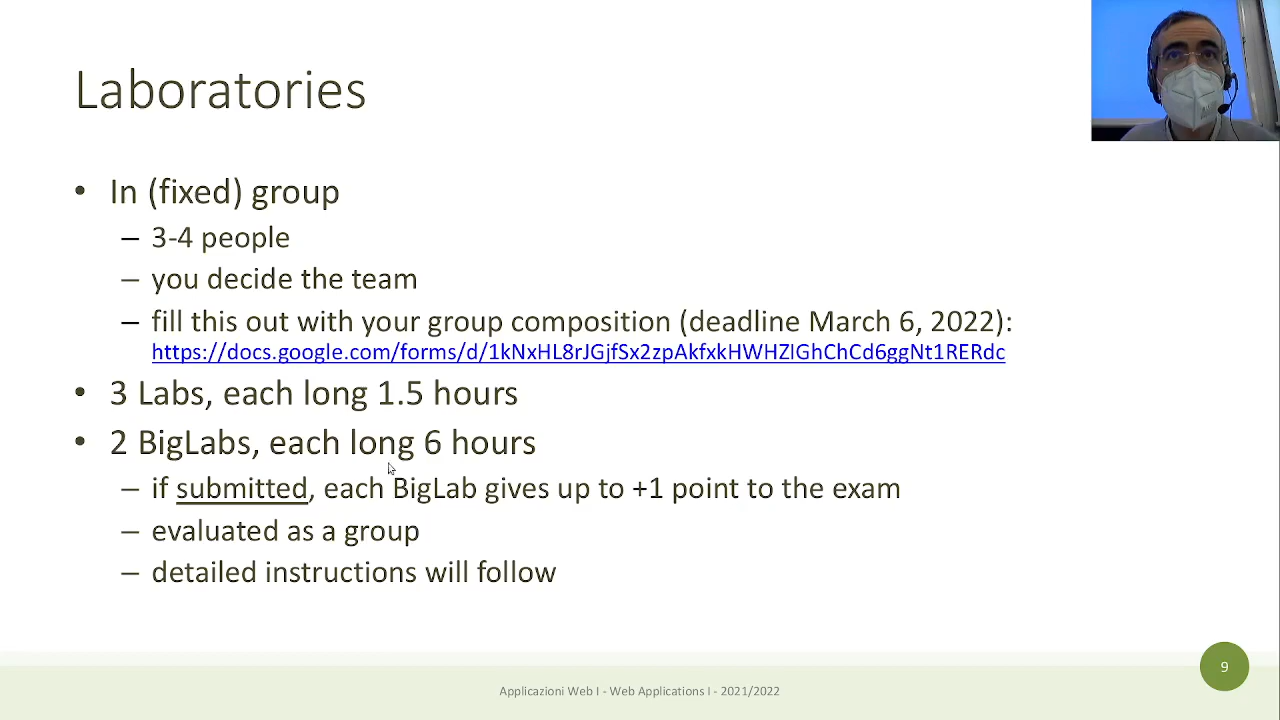 Laboratories
• In (fixed) group
– 3-4 people
– you decide the team
– fill this out with your group composition (deadline March 6, 2022):
https://docs.google.com/forms/d/1kNxHL8rJGjfSx2zpAkfxkHWHZIGhChCd6ggNt1RERdc
• 3 Labs, each long 1.5 hours
• 2 BigLabs, each long 6 hours
– if submitted, each BigLab gives up to +1 point to the exam
– evaluated as a group
– detailed instructions will follow
9
Applicazioni Web I - Web Applications I - 2021/2022